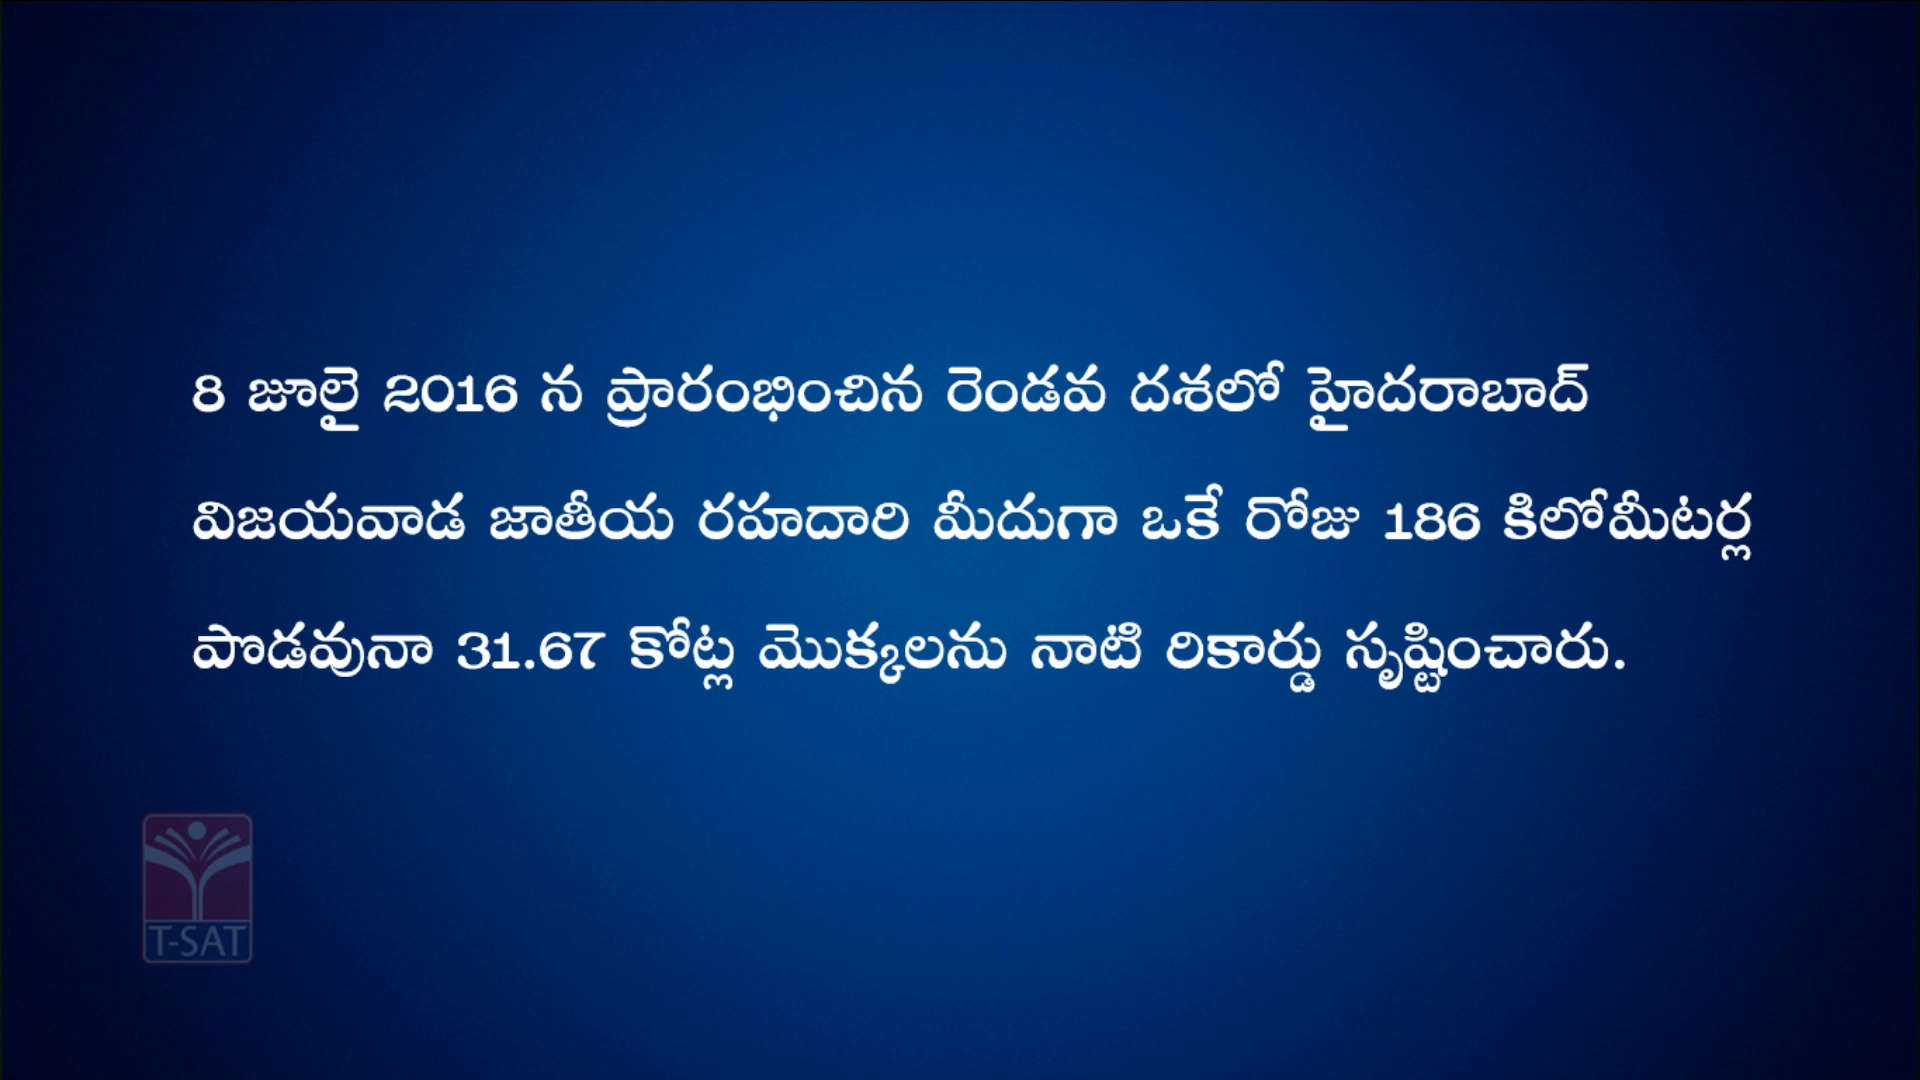 8 జూలై 2016 న ప్రారంభించిన రెండవ దశలో హైదరాబాద్
విజయవాడ జాతీయ రహదారి మీదుగా ఒకే రోజు 186 కిలోమీటర్ల
పొడవునా 31.67 కోట్ల మొక్కలను నాటి రికార్డు సృష్టించారు.
T-SAT